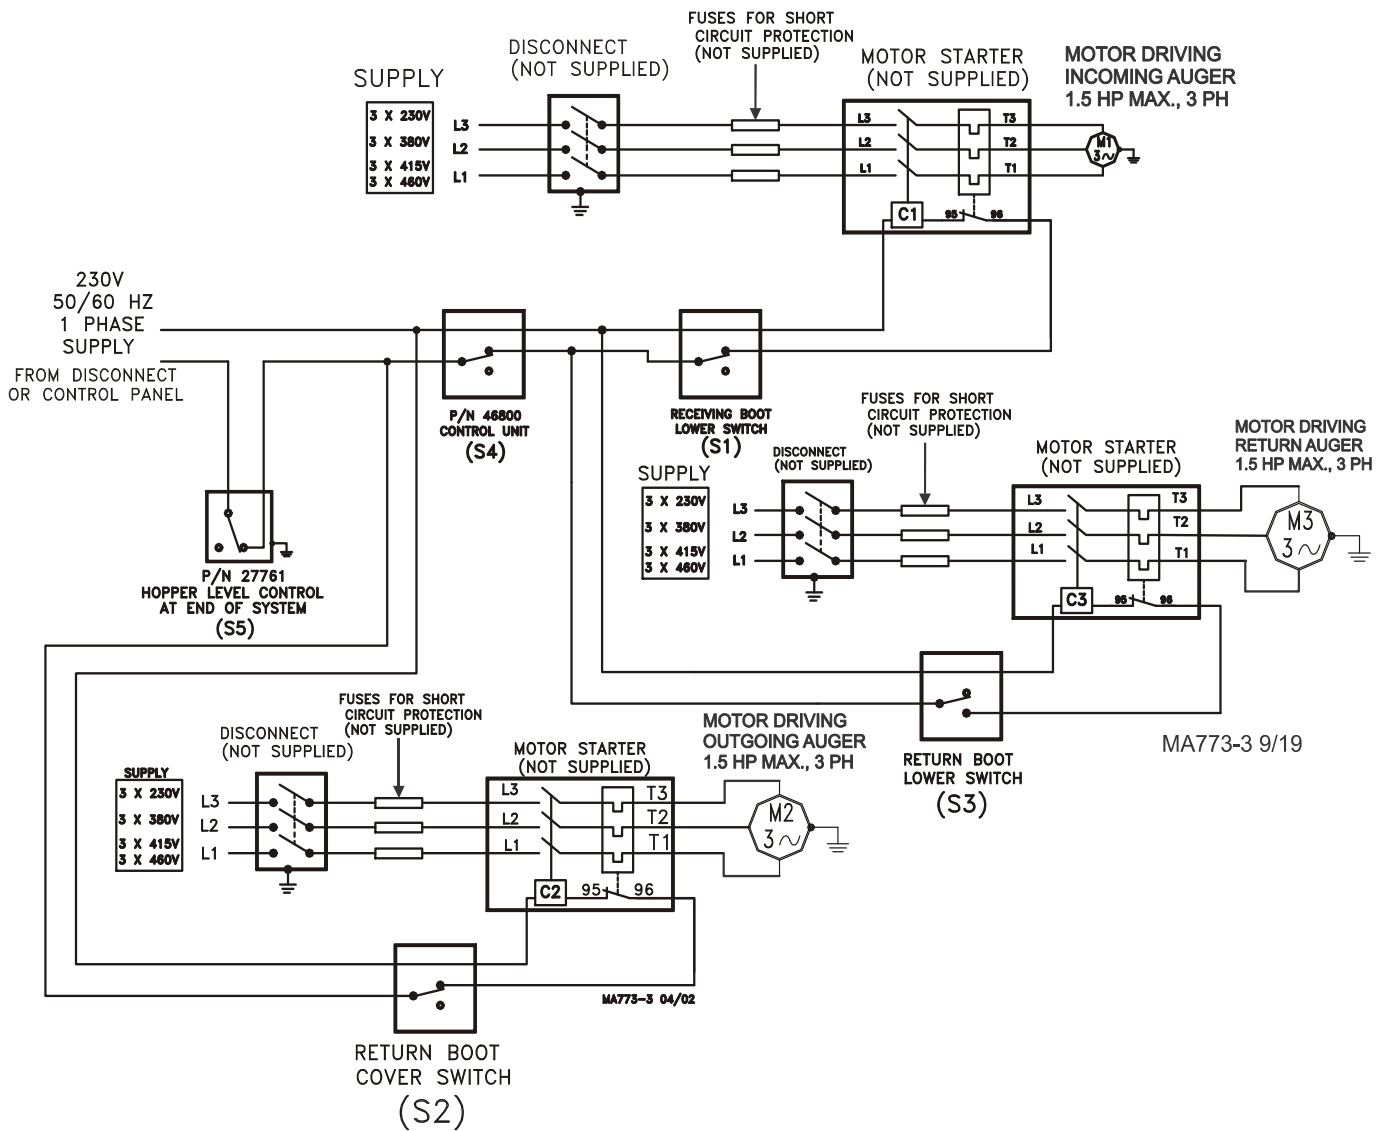 FUSES FOR SHORT
CIRCUIT PROTECTION
(NOT SUPPLIED)
DISCONNECT
(NOT SUPPLIED)
MOTOR STARTER
(NOT SUPPLIED)
MOTOR DRIVING
INCOMING AUGER
1.5 HP MAX., 3 PH
SUPPLY
3 X 230V
3 X 380V
3 X 415V
3 X 460V
L3
L2
L1
L3
L2
L1
T3
T2
T1
M1
3~
C1
95
96
230V
50/60 HZ
1 PHASE
SUPPLY
FROM DISCONNECT
OR CONTROL PANEL
P/N 46800
CONTROL UNIT
(S4)
RECEIVING BOOT
LOWER SWITCH
(S1)
FUSES FOR SHORT
CIRCUIT PROTECTION
(NOT SUPPLIED)
DISCONNECT
(NOT SUPPLIED)
MOTOR STARTER
(NOT SUPPLIED)
MOTOR DRIVING
RETURN AUGER
1.5 HP MAX., 3 PH
SUPPLY
3 X 230V
3 X 380V
3 X 415V
3 X 460V
L3
L2
L1
L3
L2
L1
T3
T2
T1
M3
3~
C3
95
96
P/N 27761
HOPPER LEVEL CONTROL
AT END OF SYSTEM
(S5)
RETURN BOOT
LOWER SWITCH
(S3)
MA773-3 9/19
FUSES FOR SHORT
CIRCUIT PROTECTION
(NOT SUPPLIED)
DISCONNECT
(NOT SUPPLIED)
MOTOR STARTER
(NOT SUPPLIED)
MOTOR DRIVING
OUTGOING AUGER
1.5 HP MAX., 3 PH
SUPPLY
3 X 230V
3 X 380V
3 X 415V
3 X 460V
L3
L2
L1
L3
L2
L1
T3
T2
T1
M2
3~
C2
95
96
MA773-3 04/02
RETURN BOOT
COVER SWITCH
(S2)